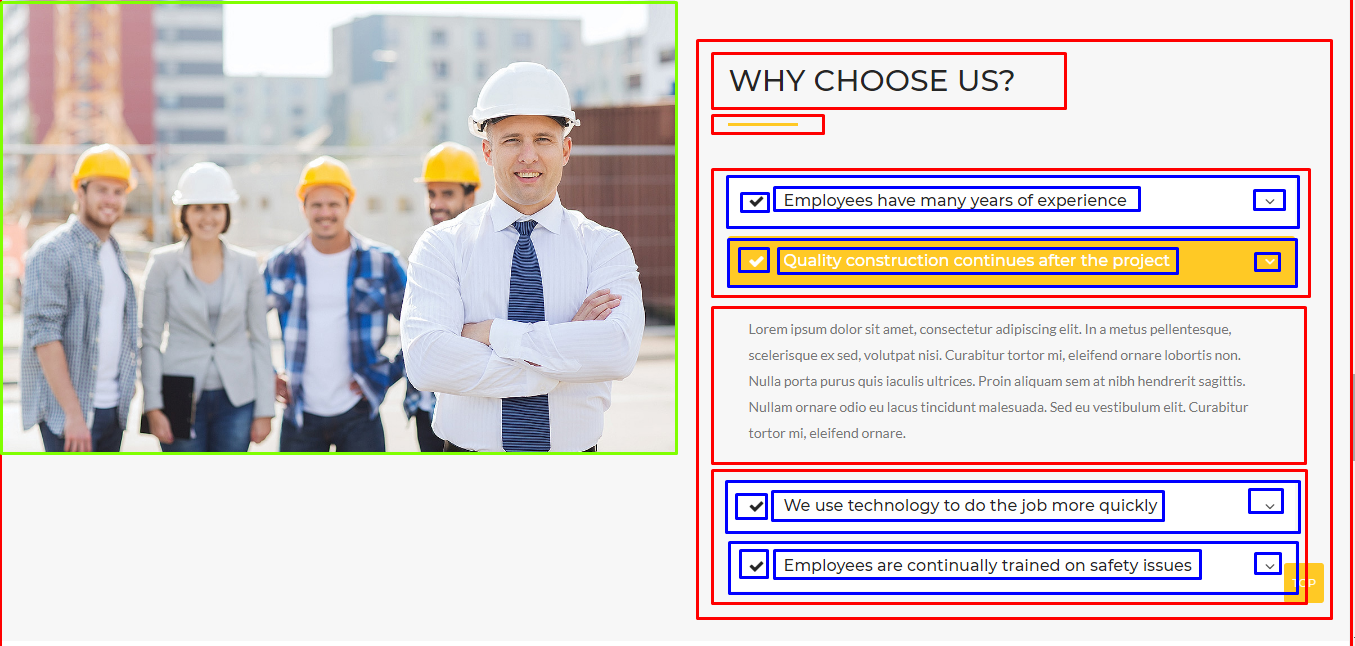 WHY CHOOSE US?
Employees have many years of experience
Quality construction continues after the project
Lorem ipsum dolor sit amet, consectetur adipiscing elit. In a metus pellentesque,
scelerisque ex sed, volutpat nisi. Curabitur tortor mi, eleifend ornare lobortis non.
Nulla porta purus quis iaculis ultrices. Proin aliquam sem at nibh hendrerit sagittis.
Nullam ornare odio eu lacus tincidunt malesuada. Sed eu vestibulum elit. Curabitur
tortor mi, eleifend ornare.
We use technology to do the job more quickly
Employees are continually trained on safety issues
TOP